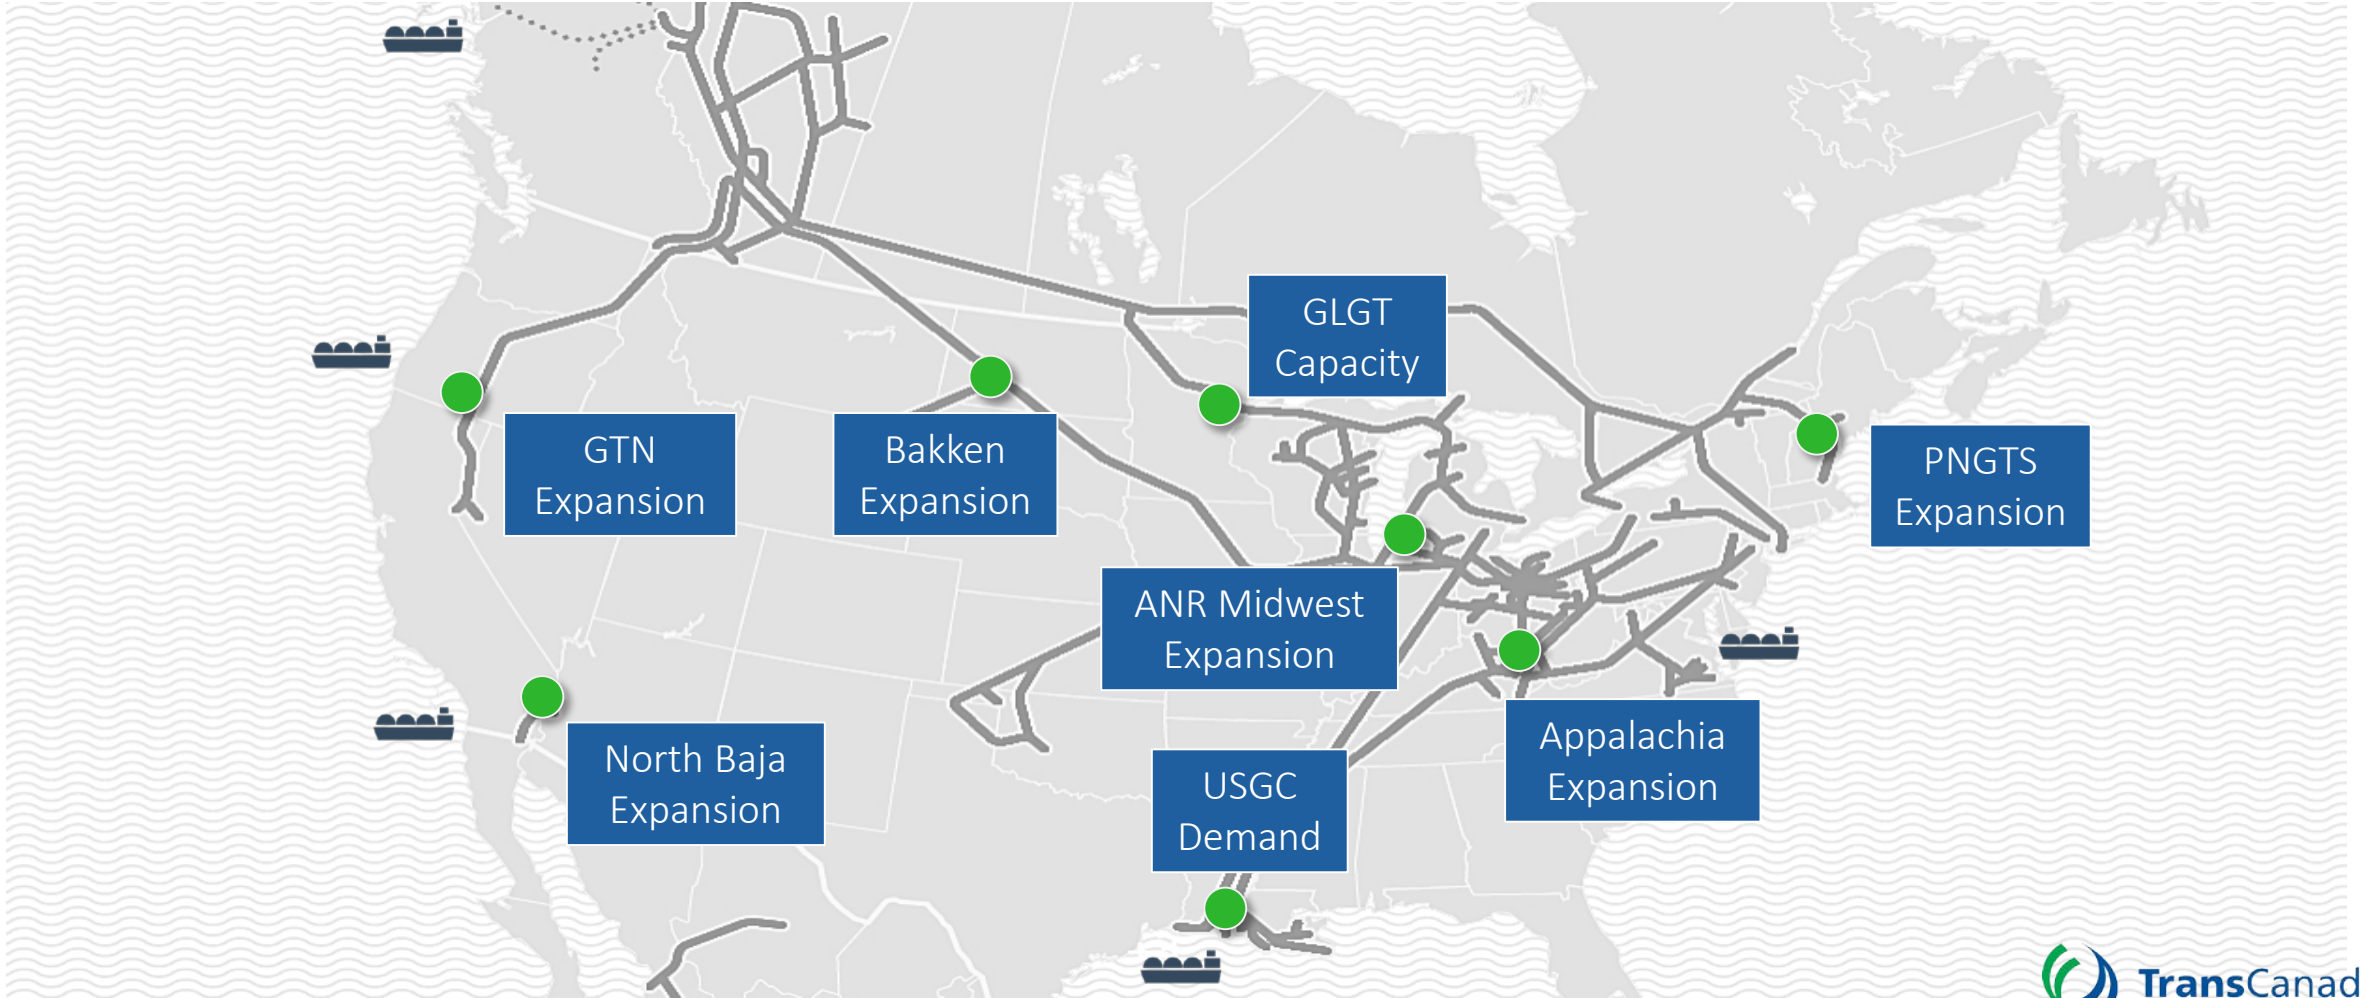 GLGT
Capacity
GTN
Expansion
Bakken
Expansion
PNGTS
Expansion
ANR Midwest
Expansion
North Baja
Expansion
Appalachia
Expansion
USGC
Demand
TransCanad